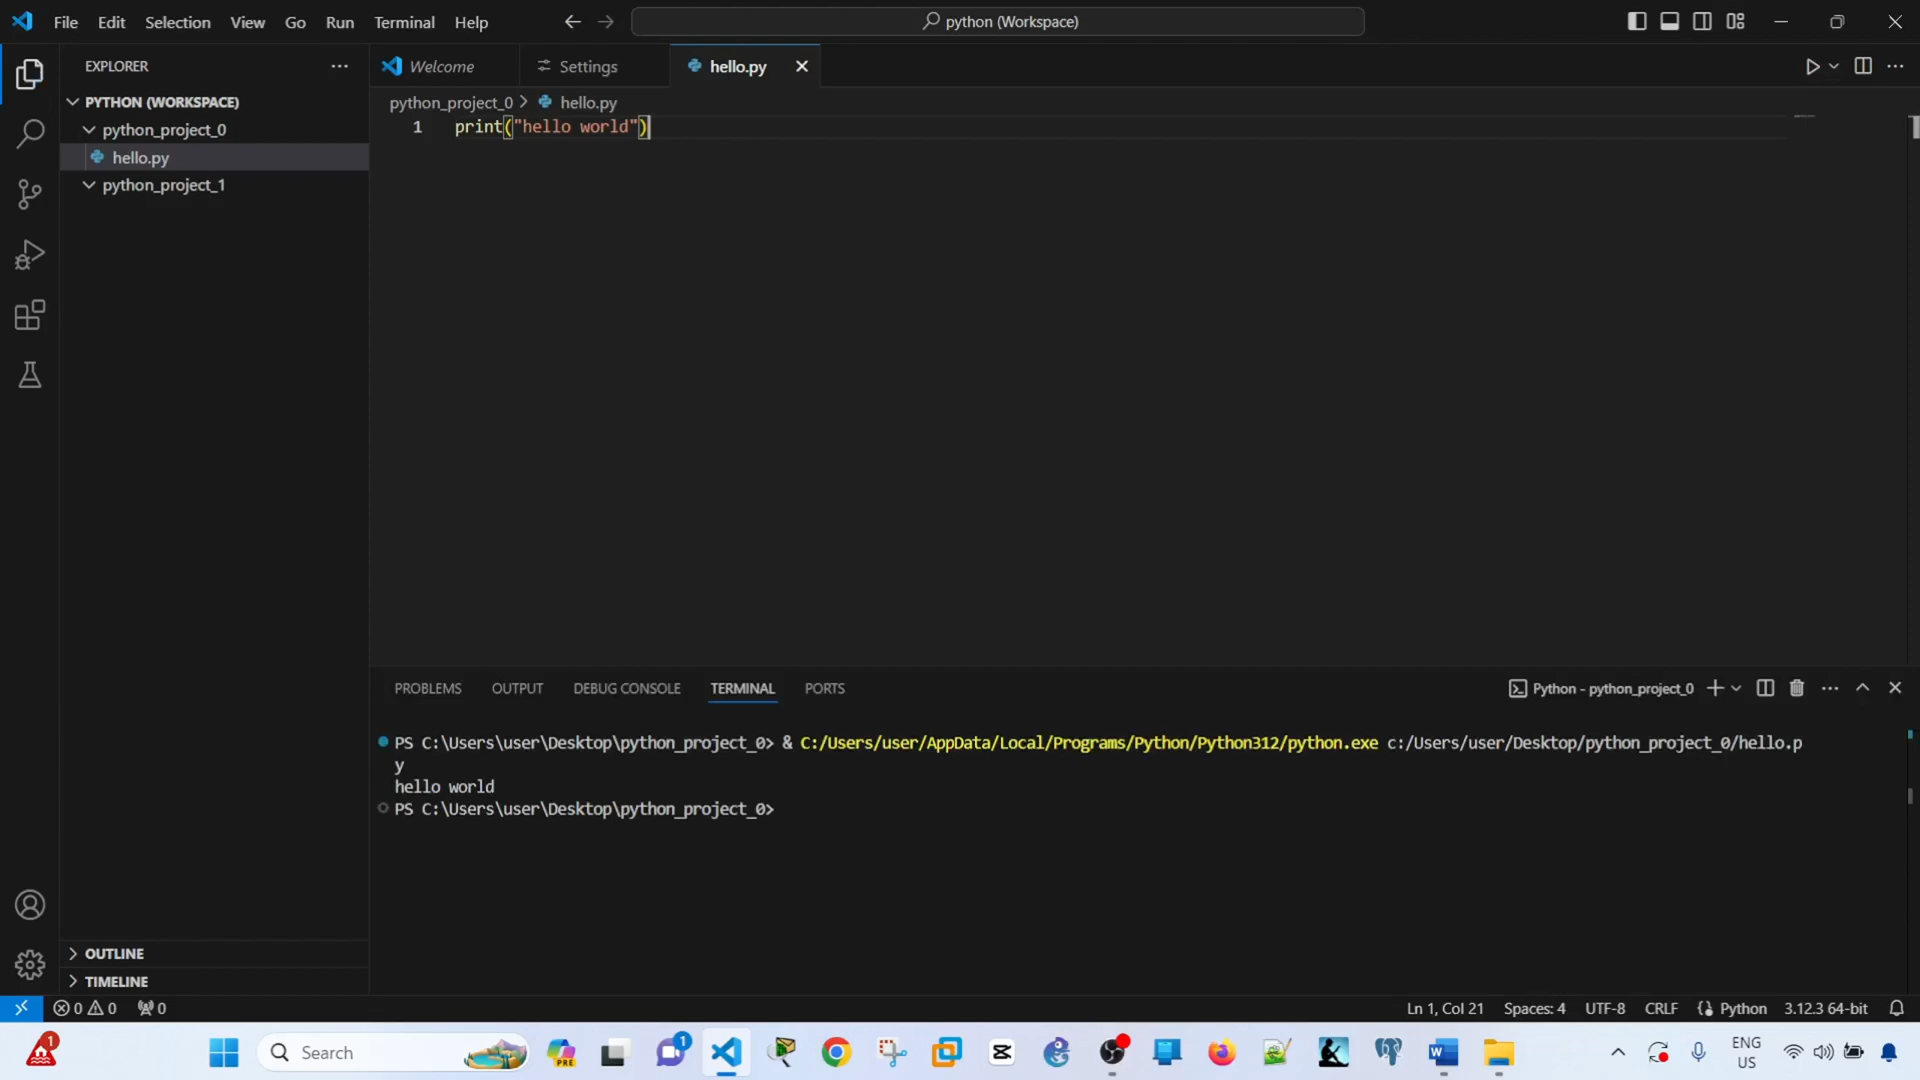 File Edit Selection View Go Run Terminal Help python (Workspace)
EXPLORER
Welcome Settings hello.py
PYTHON (WORKSPACE)
python_project_0 > hello.py
python_project_0
1 print("hello world")
hello.py
python_project_1
PROBLEMS OUTPUT DEBUG CONSOLE TERMINAL PORTS
Python - python_project_0
PS C:\Users\user\Desktop\python_project_0> & C:/Users/user/AppData/Local/Programs/Python/Python312/python.exe c:/Users/user/Desktop/python_project_0/hello.p
y
hello world
PS C:\Users\user\Desktop\python_project_0>
OUTLINE
TIMELINE
0 0 0
Ln 1, Col 21 Spaces: 4 UTF-8 CRLF Python 3.12.3 64-bit
1 Search PRE 1
ENG
US